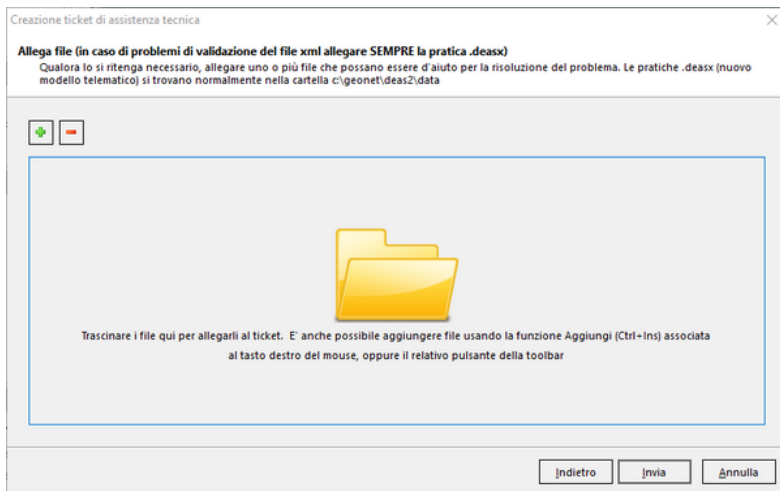 Creazione ticket di assistenza tecnica
Allega file (in caso di problemi di validazione del file xml allegare SEMPRE la pratica .deasx)
Qualora lo si ritenga necessario, allegare uno o più file che possano essere d'aiuto per la risoluzione del problema. Le pratiche .deasx (nuovo
modello telematico) si trovano normalmente nella cartella c:\geonet\deas2\data
Trascinare i file qui per allegarli al ticket. E' anche possibile aggiungere file usando la funzione Aggiungi (Ctrl+Ins) associata
al tasto destro del mouse, oppure il relativo pulsante della toolbar
Indietro Invia Annulla